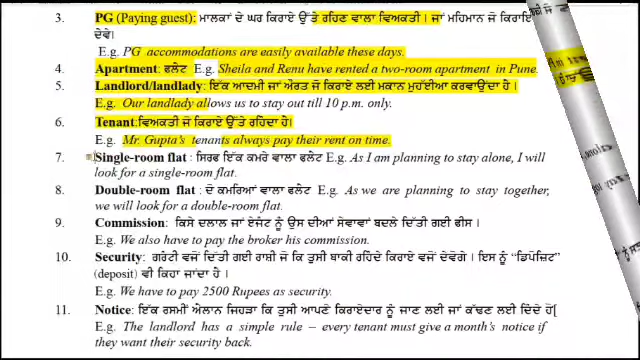 3. PG (Paying guest): ਮਾਲਕਾਂ ਦੇ ਘਰ ਕਿਰਾਏ ਉੱਤੇ ਰਹਿਣ ਵਾਲਾ ਵਿਅਕਤੀ । ਜਾਂ ਮਹਿਮਾਨ ਜੋ ਕਿਰਾਇ
ਦੇਵੇ।
E.g. PG accommodations are easily available these days.
4. Apartment: ਫਲੈਟ E.g. Sheila and Renu have rented a two-room apartment in Pune.
5. Landlord/landlady: ਇੱਕ ਆਦਮੀ ਜਾਂ ਔਰਤ ਜੋ ਕਿਰਾਏ ਲਈ ਮਕਾਨ ਮੁਹੱਈਆ ਕਰਵਾਉਂਦਾ ਹੈ ।
E.g. Our landlady allows us to stay out till 10 p.m. only.
6. Tenant:ਵਿਅਕਤੀ ਜੋ ਕਿਰਾਏ ਉੱਤੇ ਰਹਿੰਦਾ ਹੈ।
E.g. Mr. Gupta's tenants always pay their rent on time.
7. Single-room flat : ਸਿਰਫ ਇੱਕ ਕਮਰੇ ਵਾਲਾ ਫਲੈਟ E.g. As I am planning to stay alone, I will
look for a single-room flat.
8. Double-room flat : ਦੋ ਕਮਰਿਆਂ ਵਾਲਾ ਫਲੈਟ E.g. As we are planning to stay together,
we will look for a double-room flat.
9. Commission: ਕਿਸੇ ਦਲਾਲ ਜਾਂ ਏਜੰਟ ਨੂੰ ਉਸ ਦੀਆਂ ਸੇਵਾਵਾਂ ਬਦਲੇ ਦਿੱਤੀ ਗਈ ਫੀਸ ।
E.g. We also have to pay the broker his commission.
10. Security: ਗਰੰਟੀ ਵਜੋਂ ਦਿੱਤੀ ਗਈ ਰਾਸ਼ੀ ਜੋ ਕਿ ਤੁਸੀ ਬਾਕੀ ਰਹਿੰਦੇ ਕਿਰਾਏ ਵਜੋਂ ਦੇਵੋਗੇ । ਇਸ ਨੂੰ "ਡਿਪੋਜ਼ਿਟ"
(deposit) ਵੀ ਕਿਹਾ ਜਾਂਦਾ ਹੈ ।
E.g. We have to pay 2500 Rupees as security.
11. Notice: ਇੱਕ ਰਸਮੀਂ ਐਲਾਨ ਜਿਹੜਾ ਕਿ ਤੁਸੀ ਆਪਣੇ ਕਿਰਾਏਦਾਰ ਨੂੰ ਜਾਣ ਲਈ ਜਾਂ ਕੱਢਣ ਲਈ ਦਿੰਦੇ ਹੋ[
E.g. The landlord has a simple rule – every tenant must give a month's notice if
they want their security back.